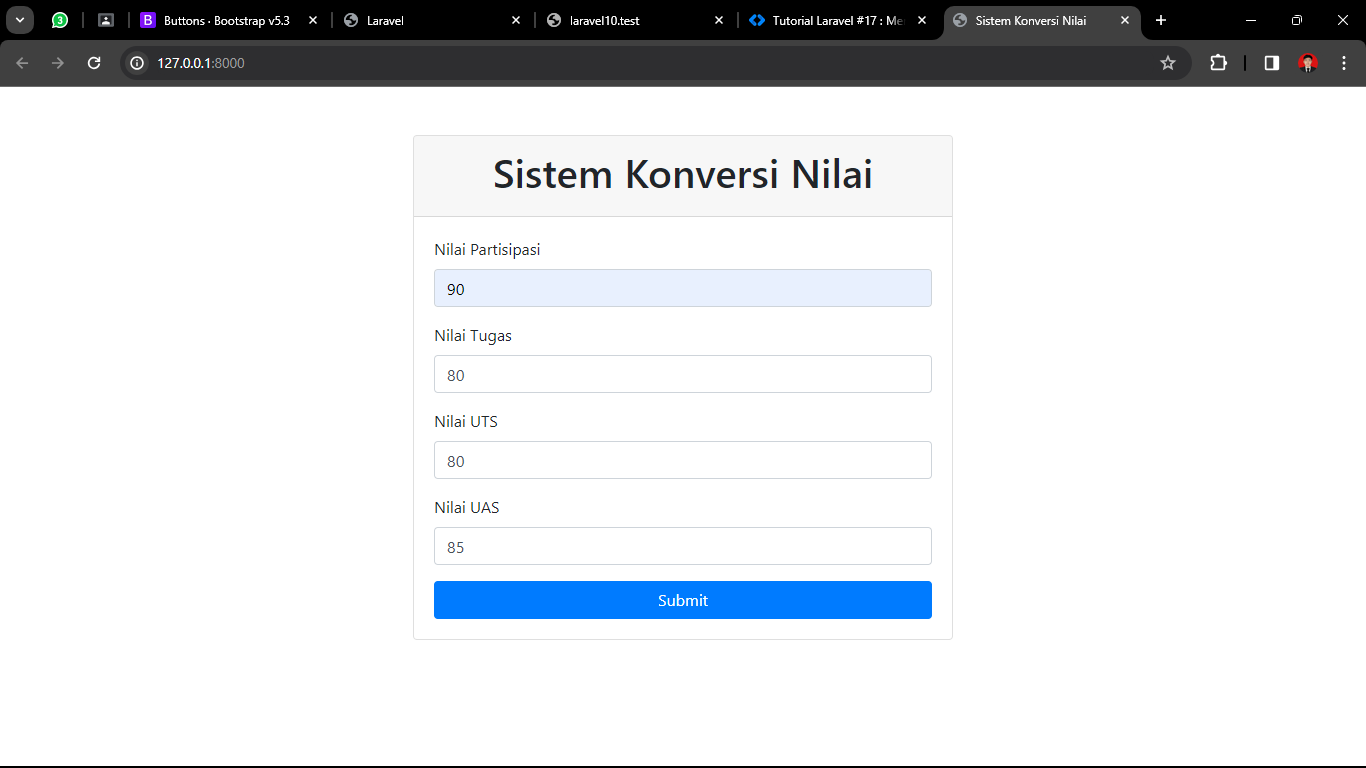 3
Buttons · Bootstrap v5.3
Laravel
laravel10.test
Tutorial Laravel #17 : Me
Sistem Konversi Nilai
127.0.0.1:8000
Sistem Konversi Nilai
Nilai Partisipasi
90
Nilai Tugas
80
Nilai UTS
80
Nilai UAS
85
Submit